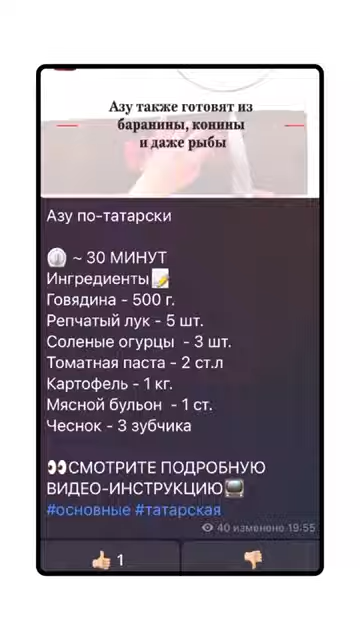 Азу также готовят из
баранины, конины
и даже рыбы
Азу по-татарски
~ 30 МИНУТ
Ингредиенты📝
Говядина - 500 г.
Репчатый лук - 5 шт.
Соленые огурцы - 3 шт.
Томатная паста - 2 ст.л
Картофель - 1 кг.
Мясной бульон - 1 ст.
Чеснок - 3 зубчика
👀СМОТРИТЕ ПОДРОБНУЮ
ВИДЕО-ИНСТРУКЦИЮ📺
#основные #татарская
40 изменено 19:55
👍 1 👎